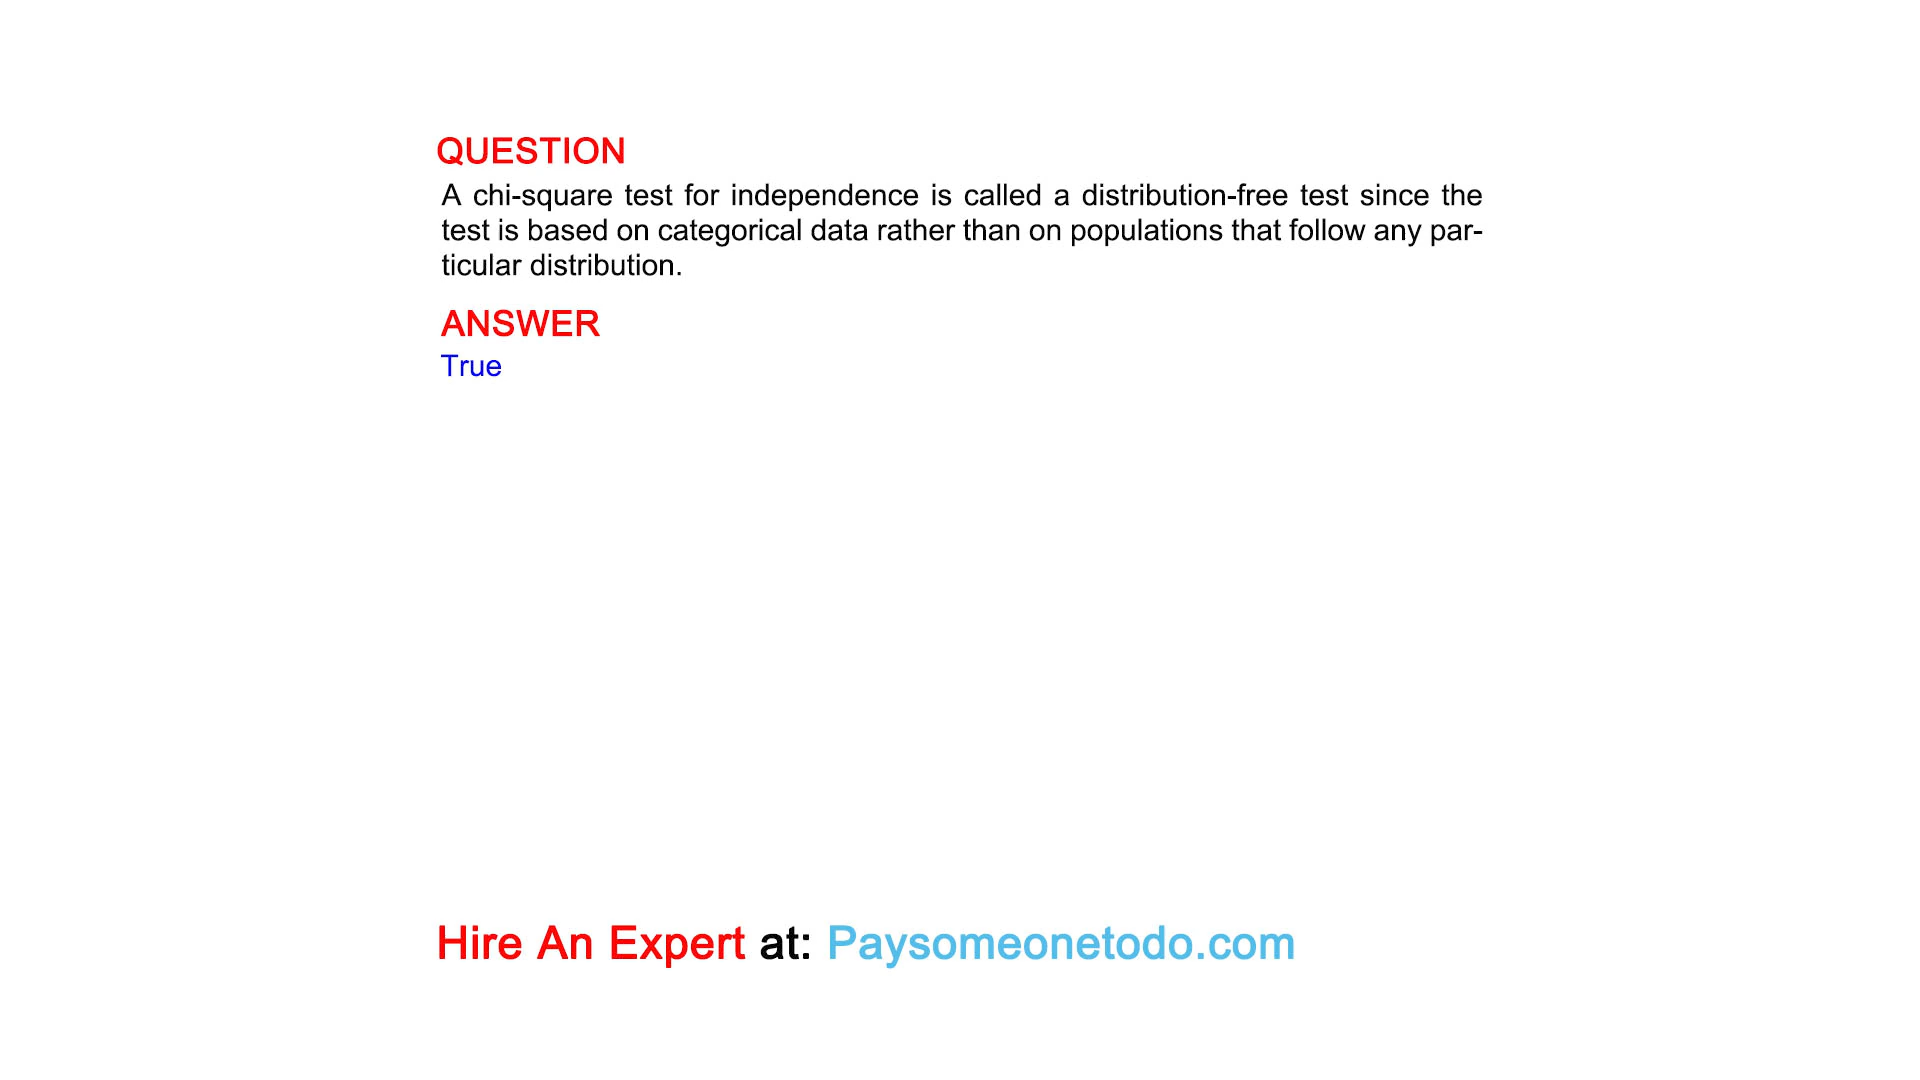 QUESTION
A chi-square test for independence is called a distribution-free test since the
test is based on categorical data rather than on populations that follow any par-
ticular distribution.
ANSWER
True
Hire An Expert at: Paysomeonetodo.com